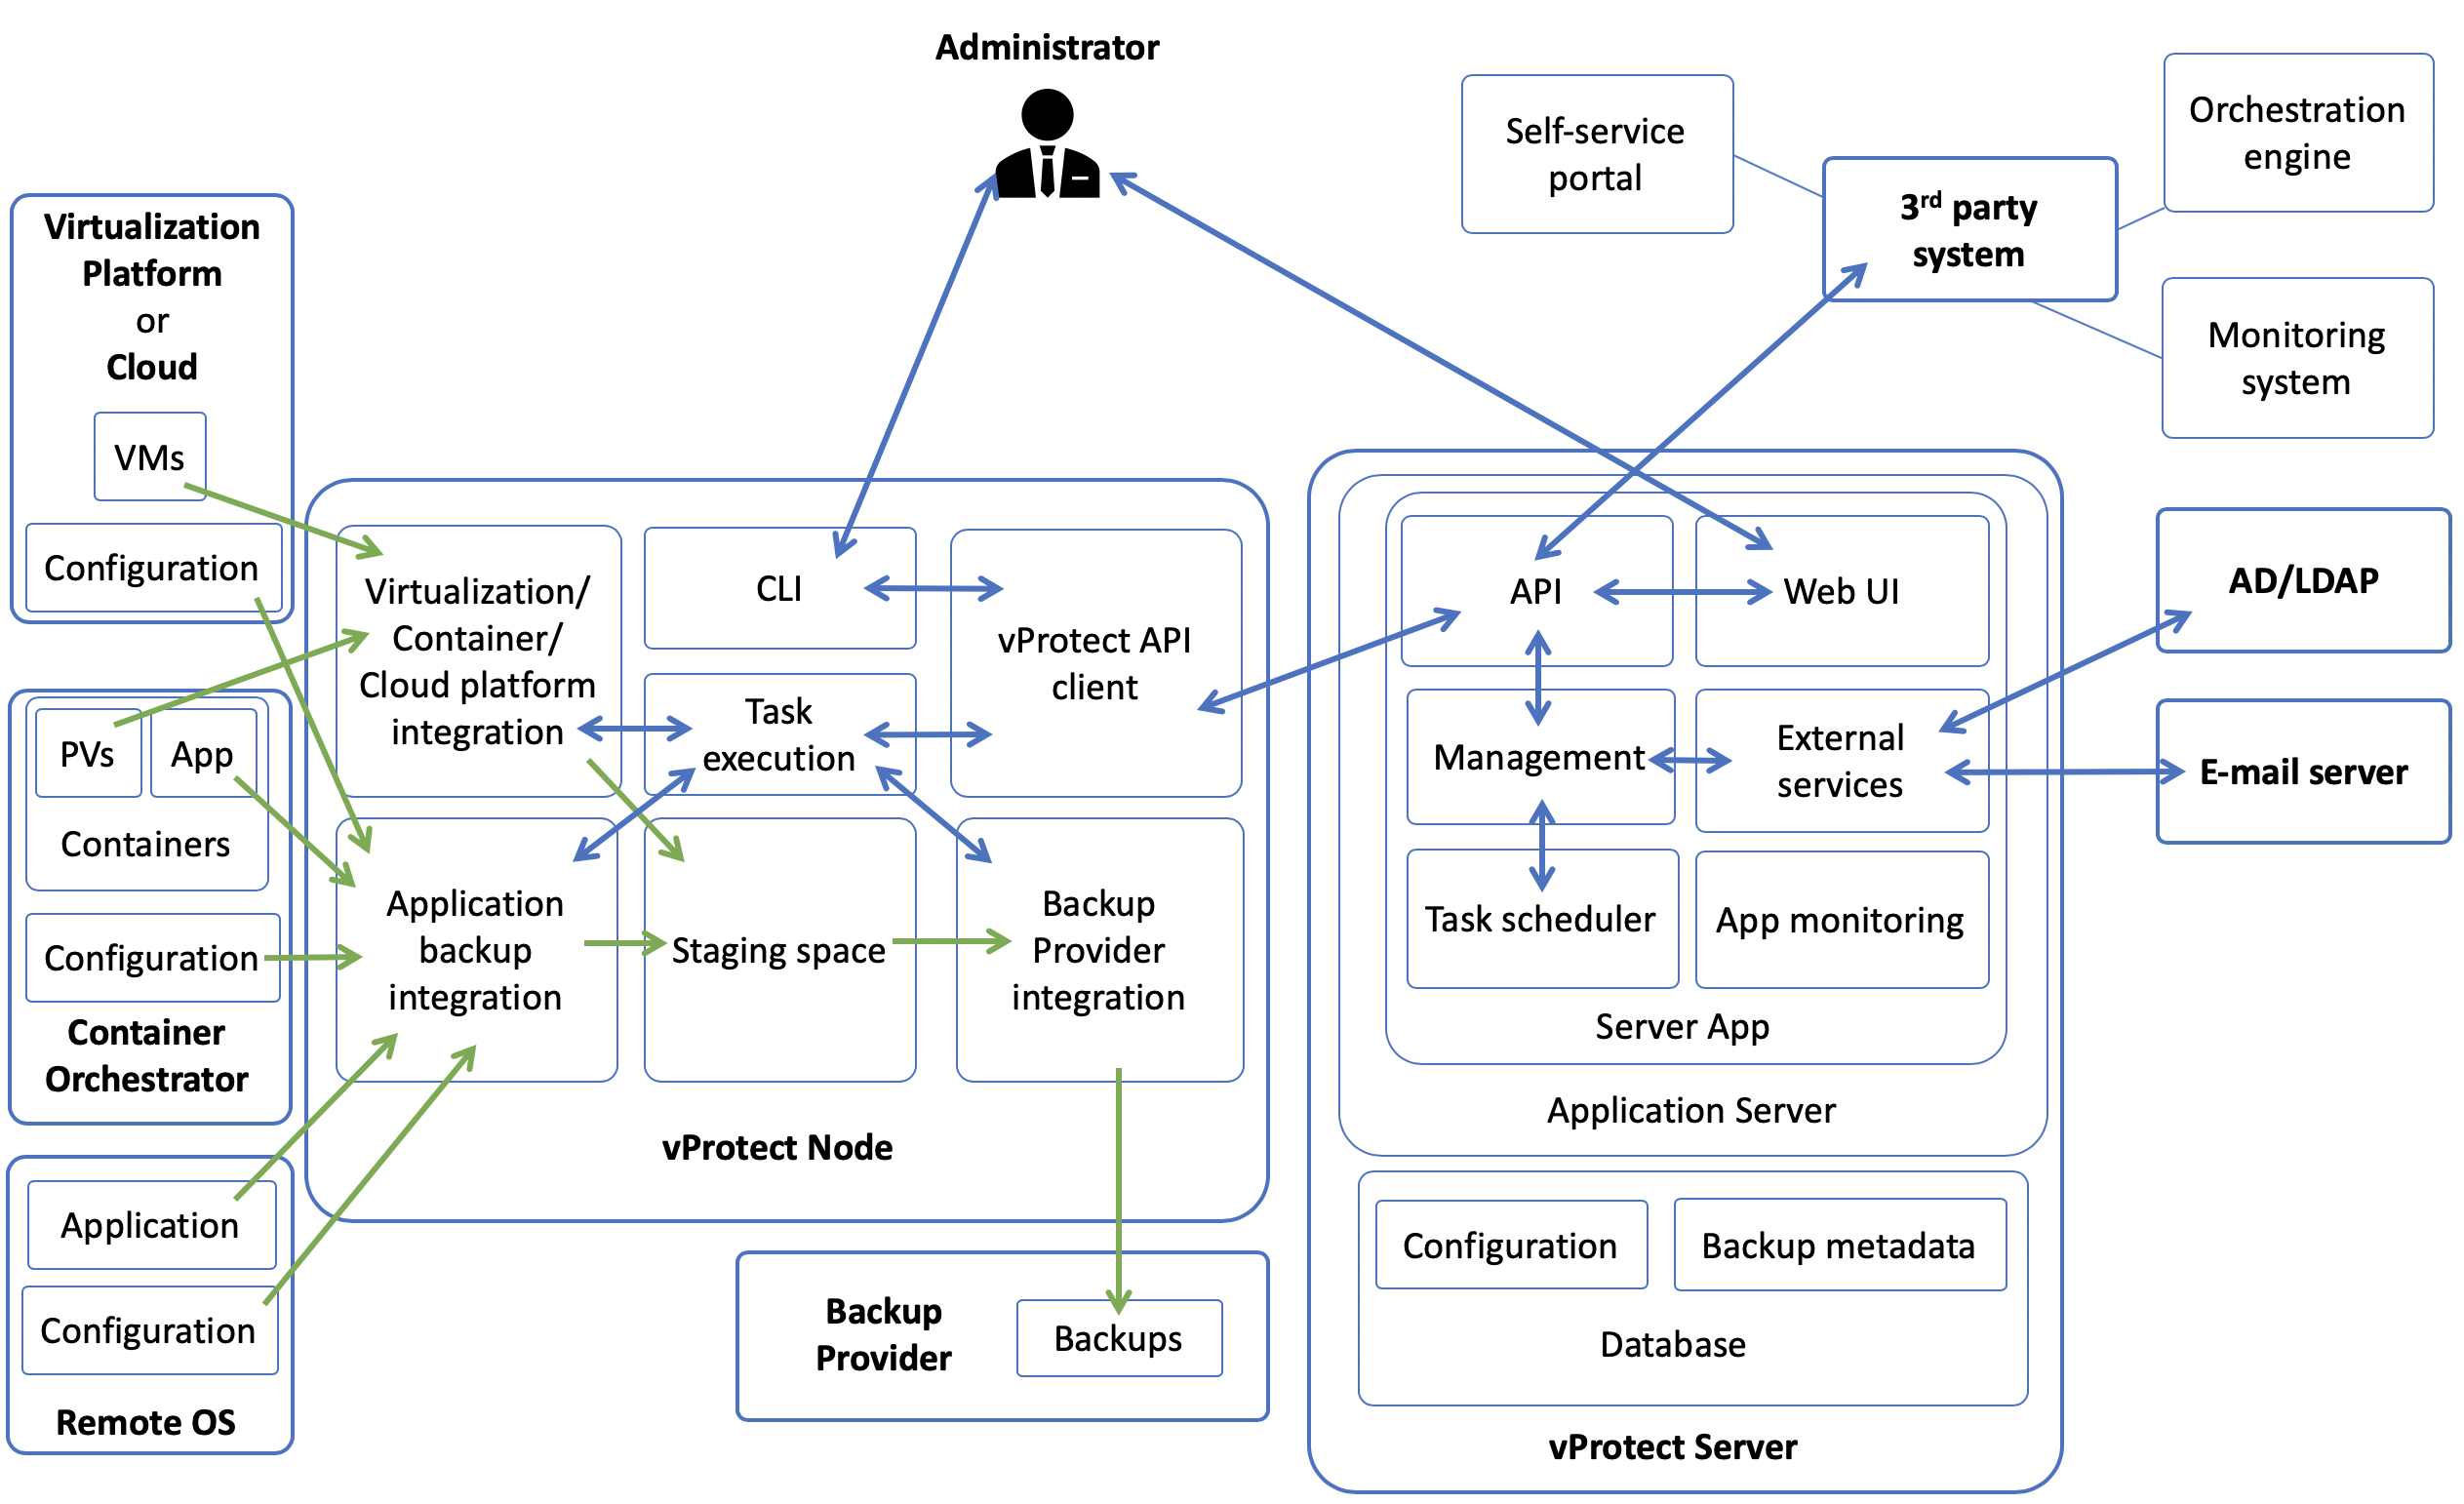 Administrator
Self-service
portal
Orchestration
engine
3rd party
system
Monitoring
system
Virtualization
Platform
or
Cloud
VMs
Configuration
PVs
App
Containers
Configuration
Container
Orchestrator
Application
Configuration
Remote OS
Virtualization/
Container/
Cloud platform
integration
CLI
vProtect API
client
Task
execution
Application
backup
integration
Staging space
Backup
Provider
integration
vProtect Node
Backup
Provider
Backups
API
Web UI
Management
External
services
Task scheduler
App monitoring
Server App
Application Server
Configuration
Backup metadata
Database
vProtect Server
AD/LDAP
E-mail server